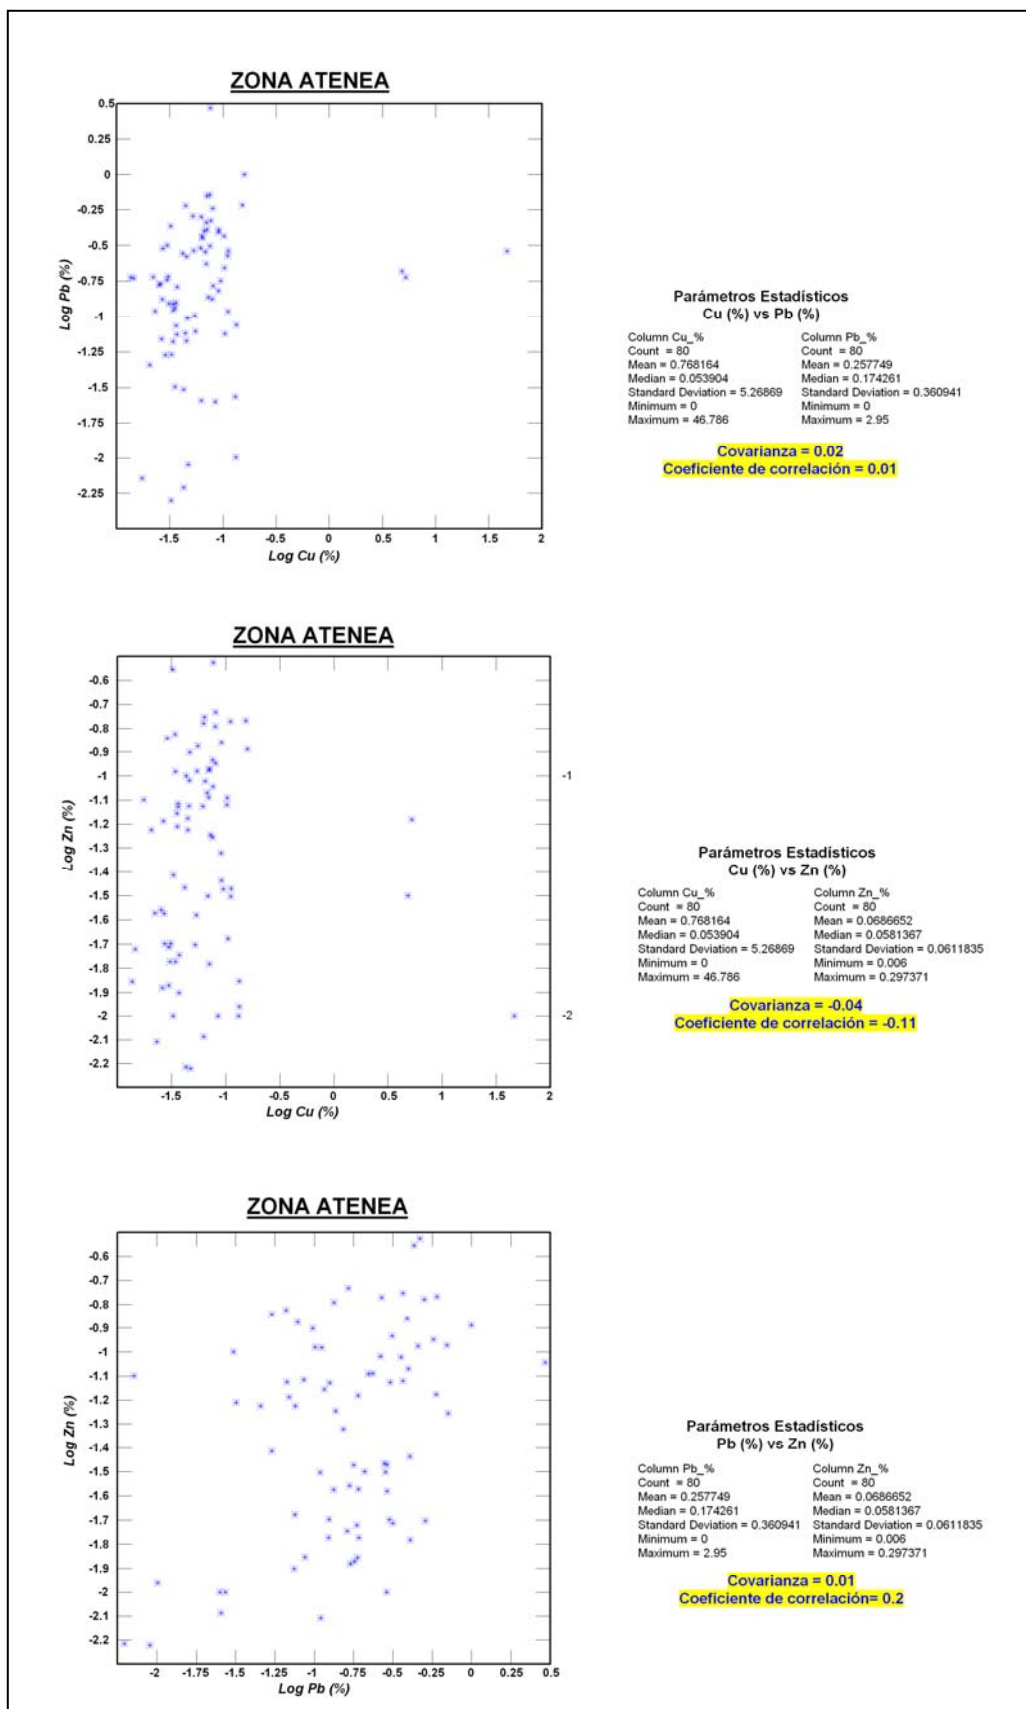 ZONA ATENEA
0.5
0.25
0
-0.25
-0.5
-0.75
-1
-1.25
-1.5
-1.75
-2
-2.25
Log Pb (%)
-1.5 -1 -0.5 0 0.5 1 1.5 2
Log Cu (%)
Parámetros Estadísticos
Cu (%) vs Pb (%)
Column Cu_% Column Pb_%
Count = 80 Count = 80
Mean = 0.768164 Mean = 0.257749
Median = 0.053904 Median = 0.174261
Standard Deviation = 5.26869 Standard Deviation = 0.360941
Minimum = 0 Minimum = 0
Maximum = 46.786 Maximum = 2.95
Covarianza = 0.02
Coeficiente de correlación = 0.01
ZONA ATENEA
-0.6
-0.7
-0.8
-0.9
-1 -1
-1.1
-1.2
-1.3
-1.4
-1.5
-1.6
-1.7
-1.8
-1.9
-2 -2
-2.1
-2.2
Log Zn (%)
-1.5 -1 -0.5 0 0.5 1 1.5 2
Log Cu (%)
Parámetros Estadísticos
Cu (%) vs Zn (%)
Column Cu_% Column Zn_%
Count = 80 Count = 80
Mean = 0.768164 Mean = 0.0686652
Median = 0.053904 Median = 0.0581367
Standard Deviation = 5.26869 Standard Deviation = 0.0611835
Minimum = 0 Minimum = 0.006
Maximum = 46.786 Maximum = 0.297371
Covarianza = -0.04
Coeficiente de correlación = -0.11
ZONA ATENEA
-0.6
-0.7
-0.8
-0.9
-1
-1.1
-1.2
-1.3
-1.4
-1.5
-1.6
-1.7
-1.8
-1.9
-2
-2.1
-2.2
Log Zn (%)
-2 -1.75 -1.5 -1.25 -1 -0.75 -0.5 -0.25 0 0.25 0.5
Log Pb (%)
Parámetros Estadísticos
Pb (%) vs Zn (%)
Column Pb_% Column Zn_%
Count = 80 Count = 80
Mean = 0.257749 Mean = 0.0686652
Median = 0.174261 Median = 0.0581367
Standard Deviation = 0.360941 Standard Deviation = 0.0611835
Minimum = 0 Minimum = 0.006
Maximum = 2.95 Maximum = 0.297371
Covarianza = 0.01
Coeficiente de correlación= 0.2